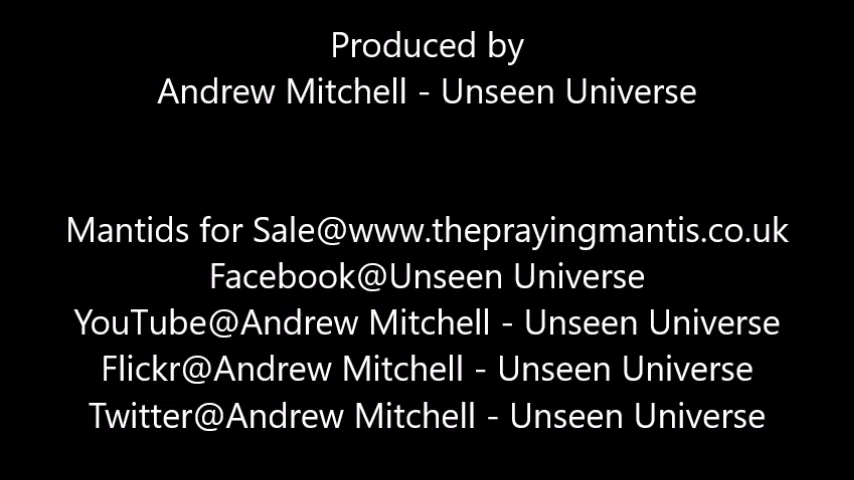 Produced by
Andrew Mitchell - Unseen Universe
Mantids for Sale@www.theprayingmantis.co.uk
Facebook@Unseen Universe
YouTube@Andrew Mitchell - Unseen Universe
Flickr@Andrew Mitchell - Unseen Universe
Twitter@Andrew Mitchell - Unseen Universe